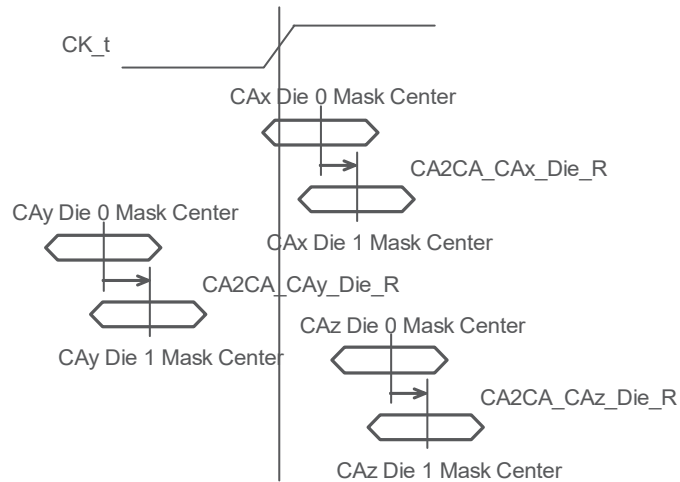 CK_t
CAx Die 0 Mask Center
CA2CA_CAx_Die_R
CAy Die 0 Mask Center
CAx Die 1 Mask Center
CA2CA_CAy_Die_R
CAz Die 0 Mask Center
CAy Die 1 Mask Center
CA2CA_CAz_Die_R
CAz Die 1 Mask Center